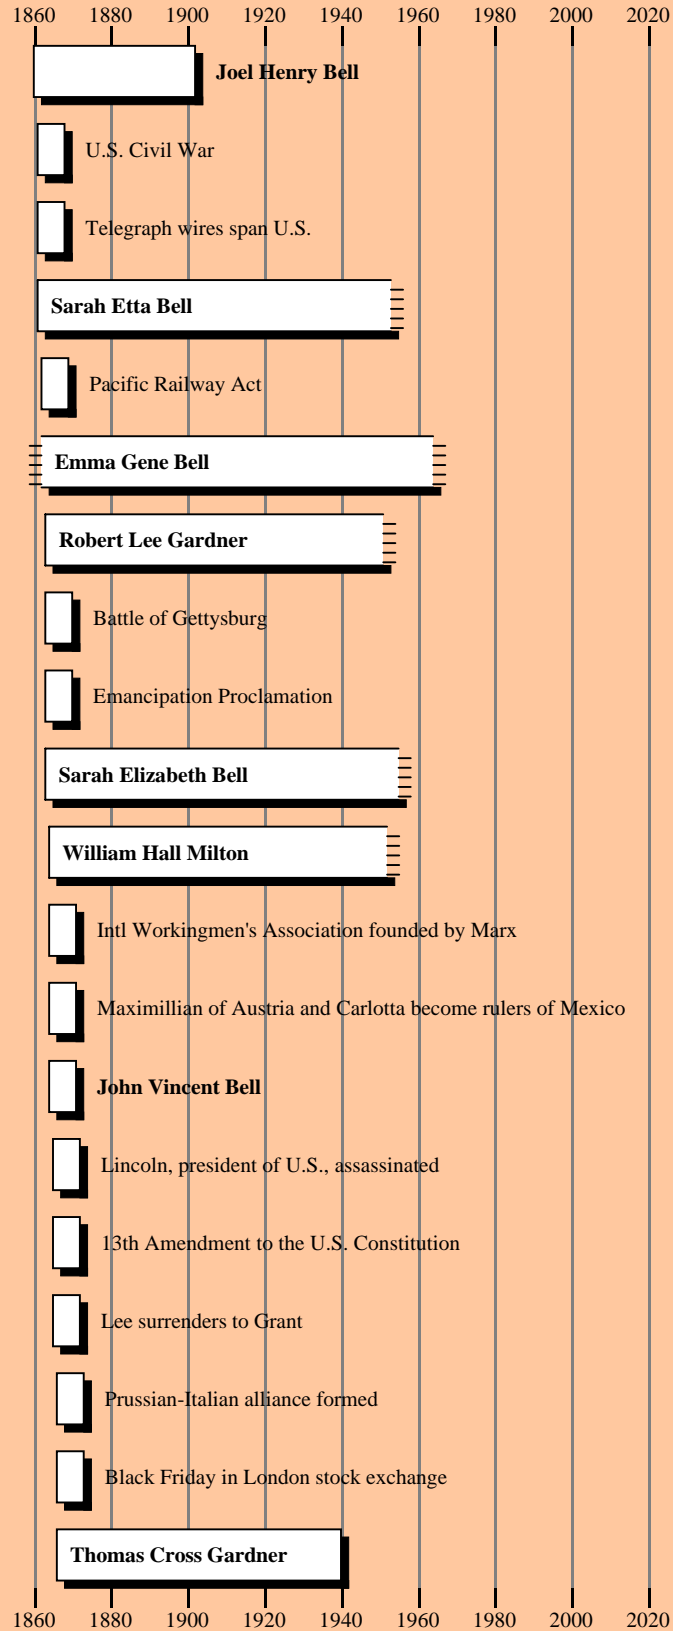 1860 1880 1900 1920 1940 1960 1980 2000 2020
Joel Henry Bell
U.S. Civil War
Telegraph wires span U.S.
Sarah Etta Bell
Pacific Railway Act
Emma Gene Bell
Robert Lee Gardner
Battle of Gettysburg
Emancipation Proclamation
Sarah Elizabeth Bell
William Hall Milton
Intl Workingmen's Association founded by Marx
Maximillian of Austria and Carlotta become rulers of Mexico
John Vincent Bell
Lincoln, president of U.S., assassinated
13th Amendment to the U.S. Constitution
Lee surrenders to Grant
Prussian-Italian alliance formed
Black Friday in London stock exchange
Thomas Cross Gardner
1860 1880 1900 1920 1940 1960 1980 2000 2020